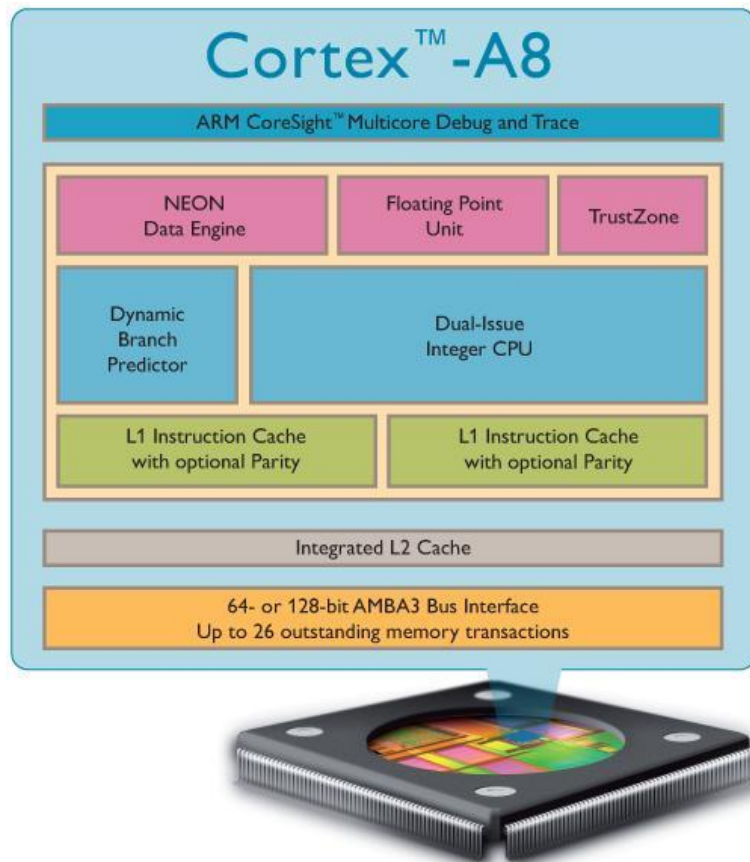 Cortex™-A8
ARM CoreSight™ Multicore Debug and Trace
NEON
Data Engine
Floating Point
Unit
TrustZone
Dynamic
Branch
Predictor
Dual-Issue
Integer CPU
L1 Instruction Cache
with optional Parity
L1 Instruction Cache
with optional Parity
Integrated L2 Cache
64- or 128-bit AMBA3 Bus Interface
Up to 26 outstanding memory transactions